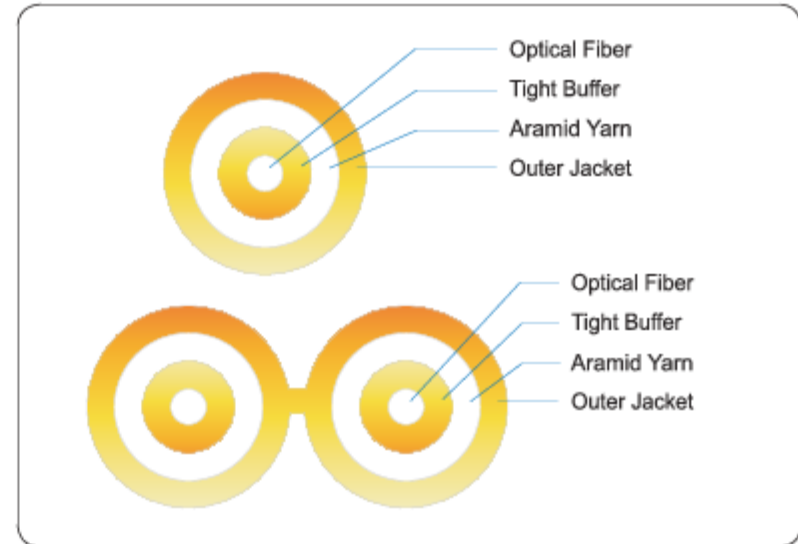 Optical Fiber
Tight Buffer
Aramid Yarn
Outer Jacket
Optical Fiber
Tight Buffer
Aramid Yarn
Outer Jacket